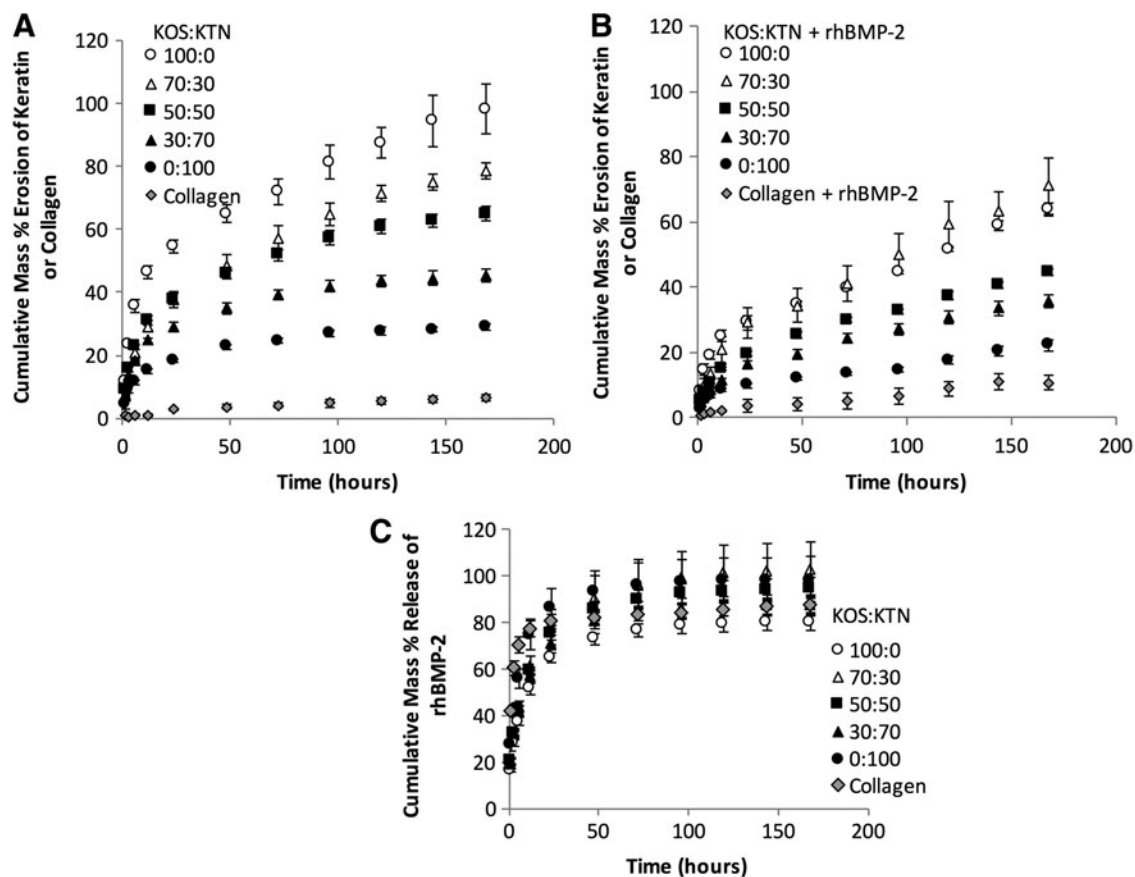 A
KOS:KTN
100:0
70:30
50:50
30:70
0:100
Collagen
120
100
80
60
40
20
0
0
50
100
150
200
Cumulative Mass % Erosion of Keratin
or Collagen
Time (hours)
B
KOS:KTN + rhBMP-2
100:0
70:30
50:50
30:70
0:100
Collagen + rhBMP-2
120
100
80
60
40
20
0
0
50
100
150
200
Cumulative Mass % Erosion of Keratin
or Collagen
Time (hours)
C
120
100
80
60
40
20
0
0
50
100
150
200
Cumulative Mass % Release of
rhBMP-2
Time (hours)
KOS:KTN
100:0
70:30
50:50
30:70
0:100
Collagen